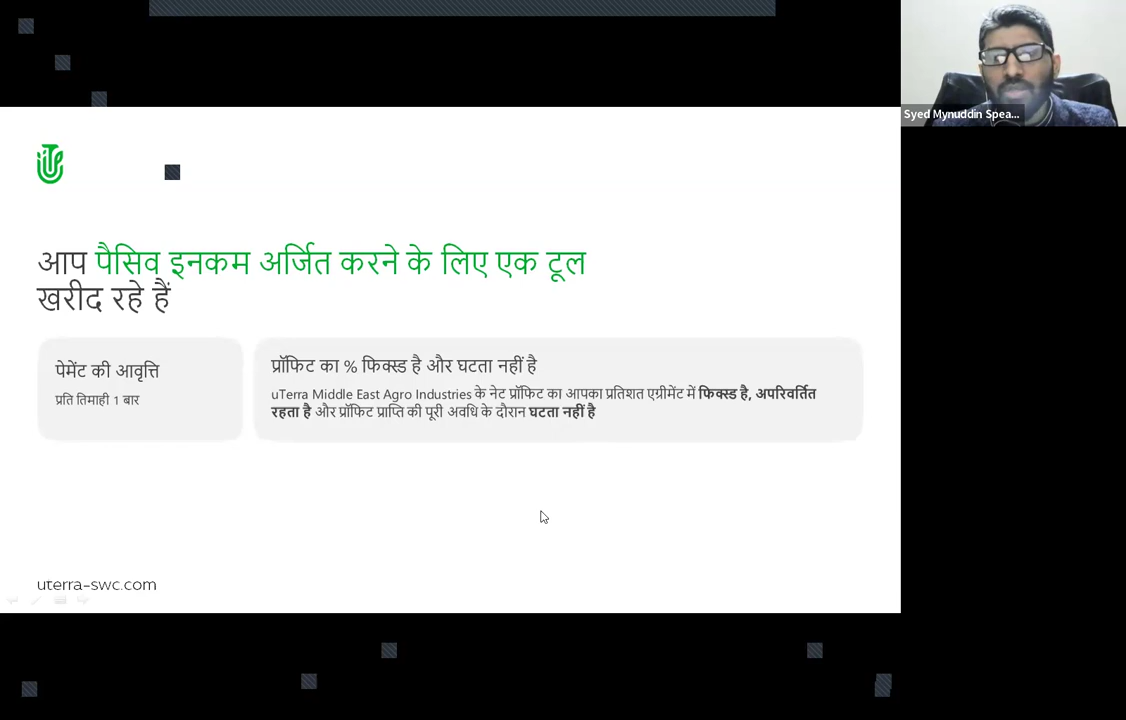 Syed Mynuddin Spea...
आप पैसिव इनकम अर्जित करने के लिए एक टूल
खरीद रहे हैं
पेमेंट की आवृत्ति
प्रति तिमाही 1 बार
प्रॉफिट का % फिक्स्ड है और घटता नहीं है
uTerra Middle East Agro Industries के नेट प्रॉफिट का आपका प्रतिशत एग्रीमेंट में फिक्स्ड है, अपरिवर्तित
रहता है और प्रॉफिट प्राप्ति की पूरी अवधि के दौरान घटता नहीं है
uterra-swc.com